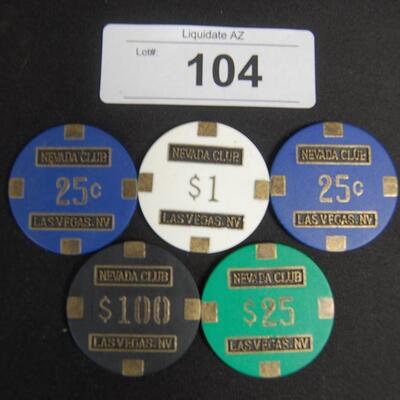 Liquidate AZ
Lot#:
104
NEVADA CLUB
25¢
LAS VEGAS, NV
NEVADA CLUB
$1
LAS VEGAS, NV
NEVADA CLUB
25¢
LAS VEGAS, NV
NEVADA CLUB
$100
LAS VEGAS, NV
NEVADA CLUB
$25
LAS VEGAS, NV